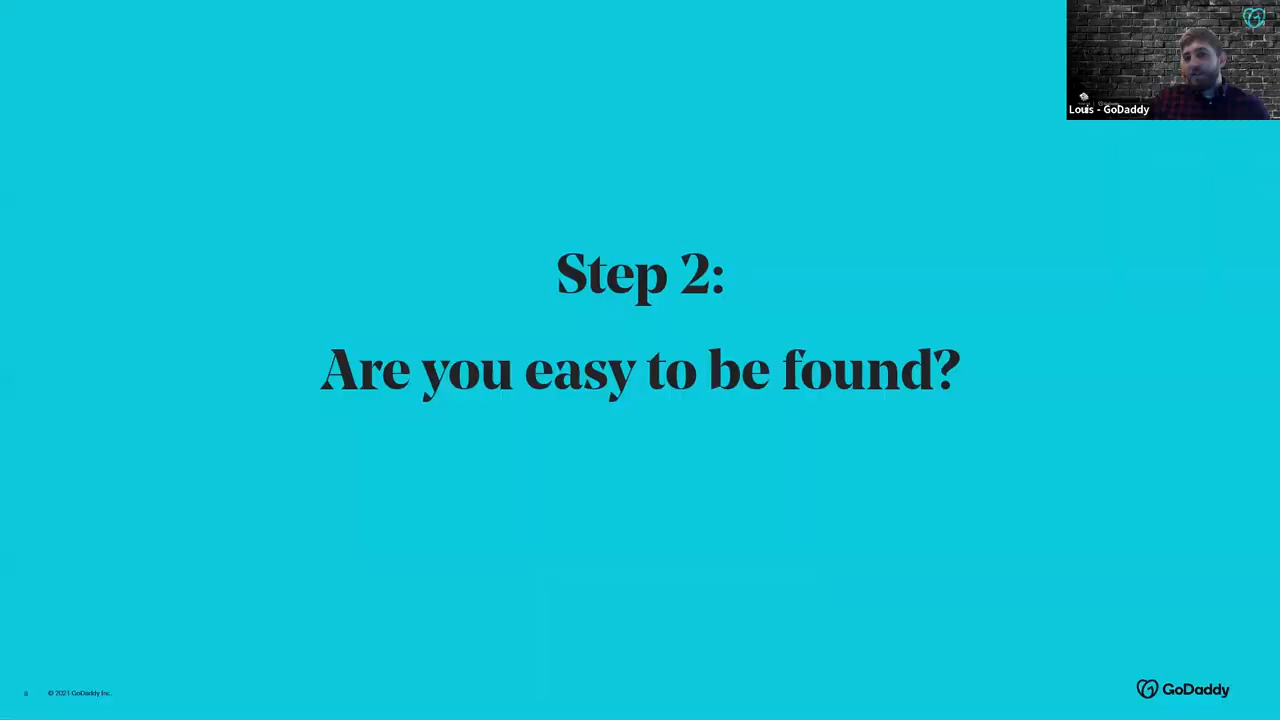 Louis - GoDaddy
Step 2:
Are you easy to be found?
© 2021 GoDaddy Inc.
GoDaddy